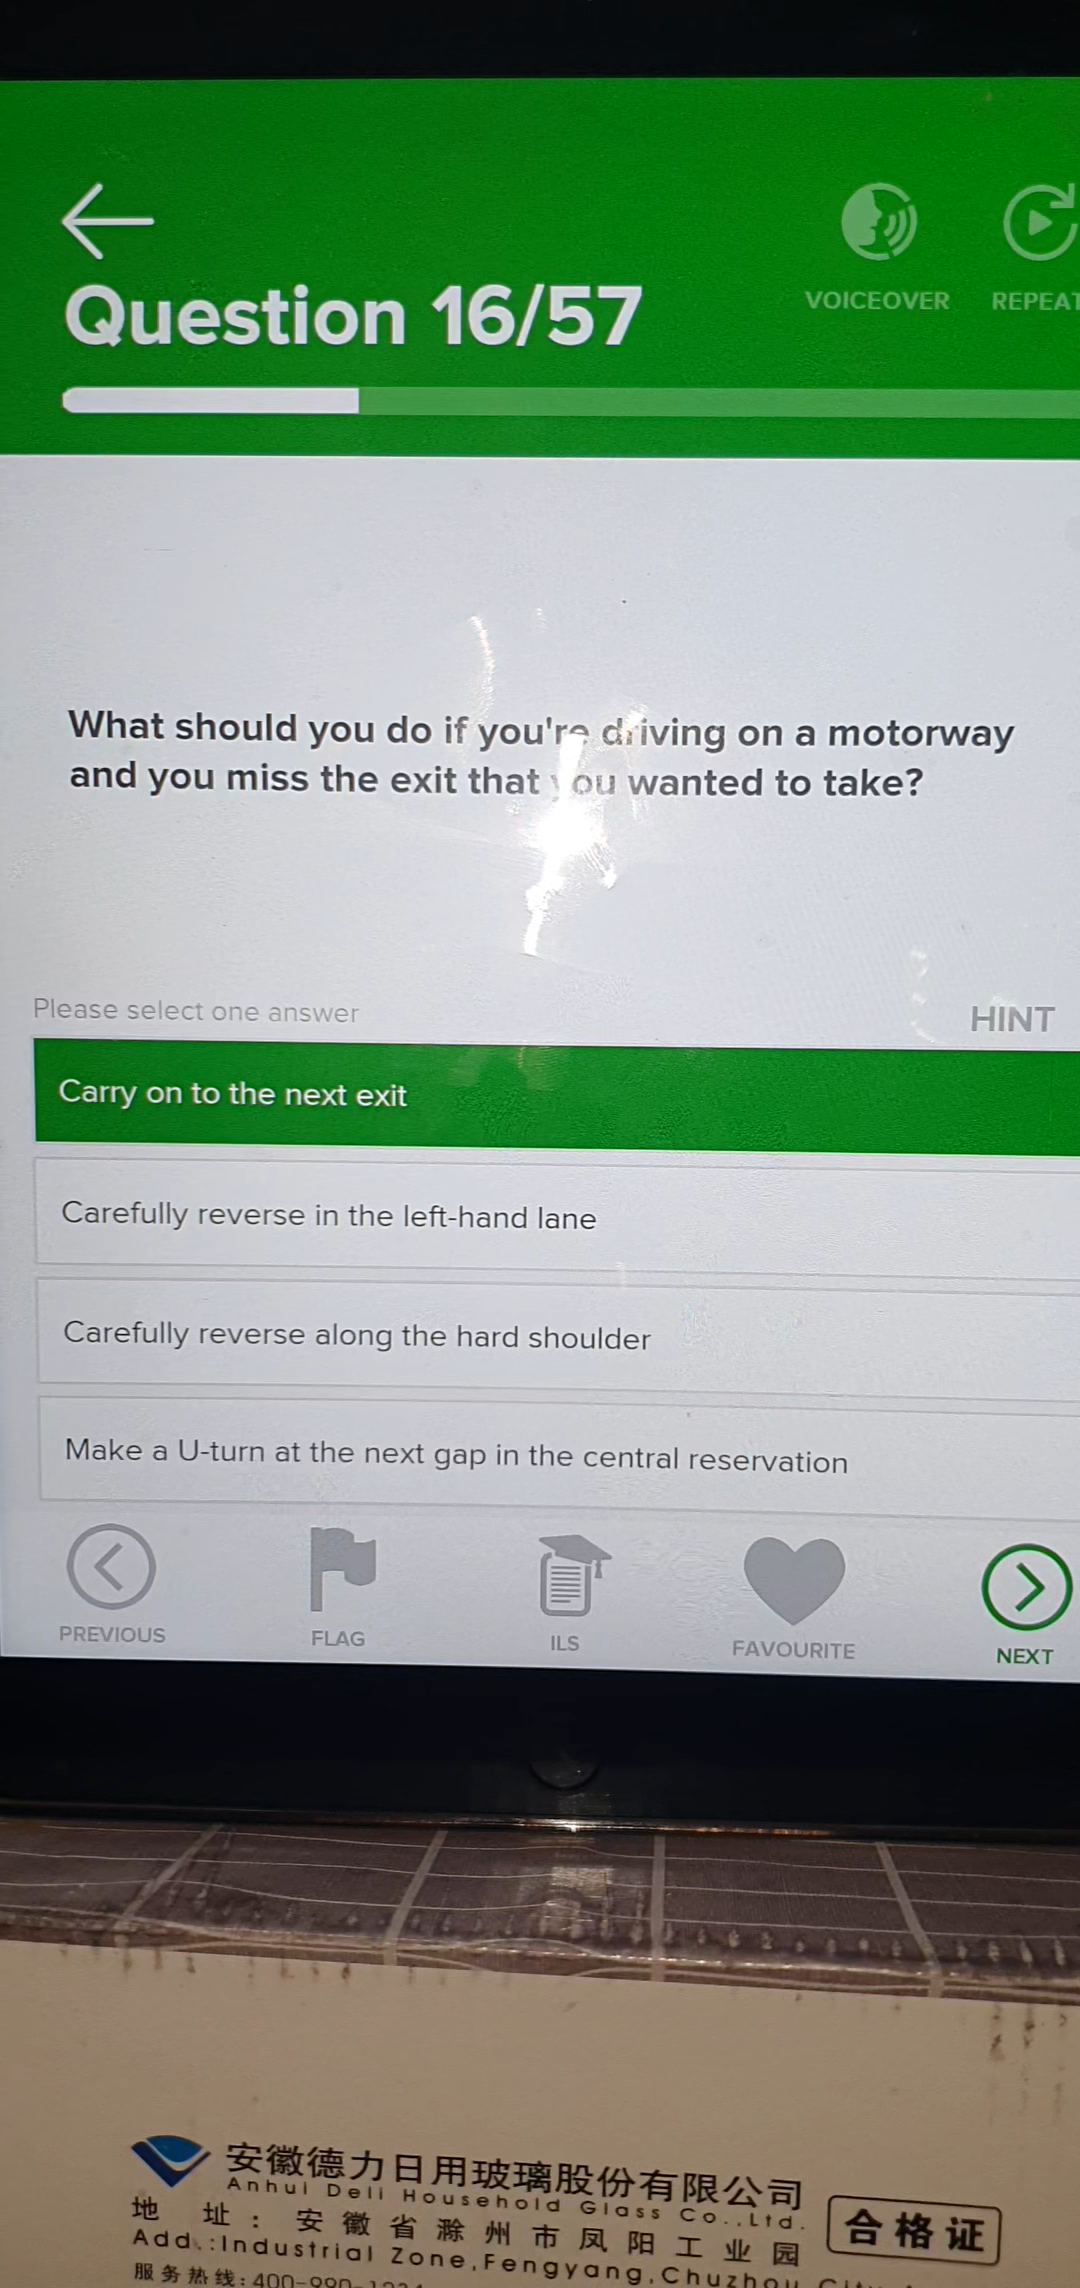 VOICEOVER
REPEAT
Question 16/57
What should you do if you're driving on a motorway
and you miss the exit that you wanted to take?
Please select one answer
HINT
Carry on to the next exit
Carefully reverse in the left-hand lane
Carefully reverse along the hard shoulder
Make a U-turn at the next gap in the central reservation
PREVIOUS
FLAG
ILS
FAVOURITE
NEXT
安徽德力日用玻璃股份有限公司
Anhui Deli Household Glass Co.,Ltd.
地 址：安徽省滁州市凤阳工业园
合格证
Add.:Industrial Zone,Fengyang,Chuzhou
服务热线:400-990-